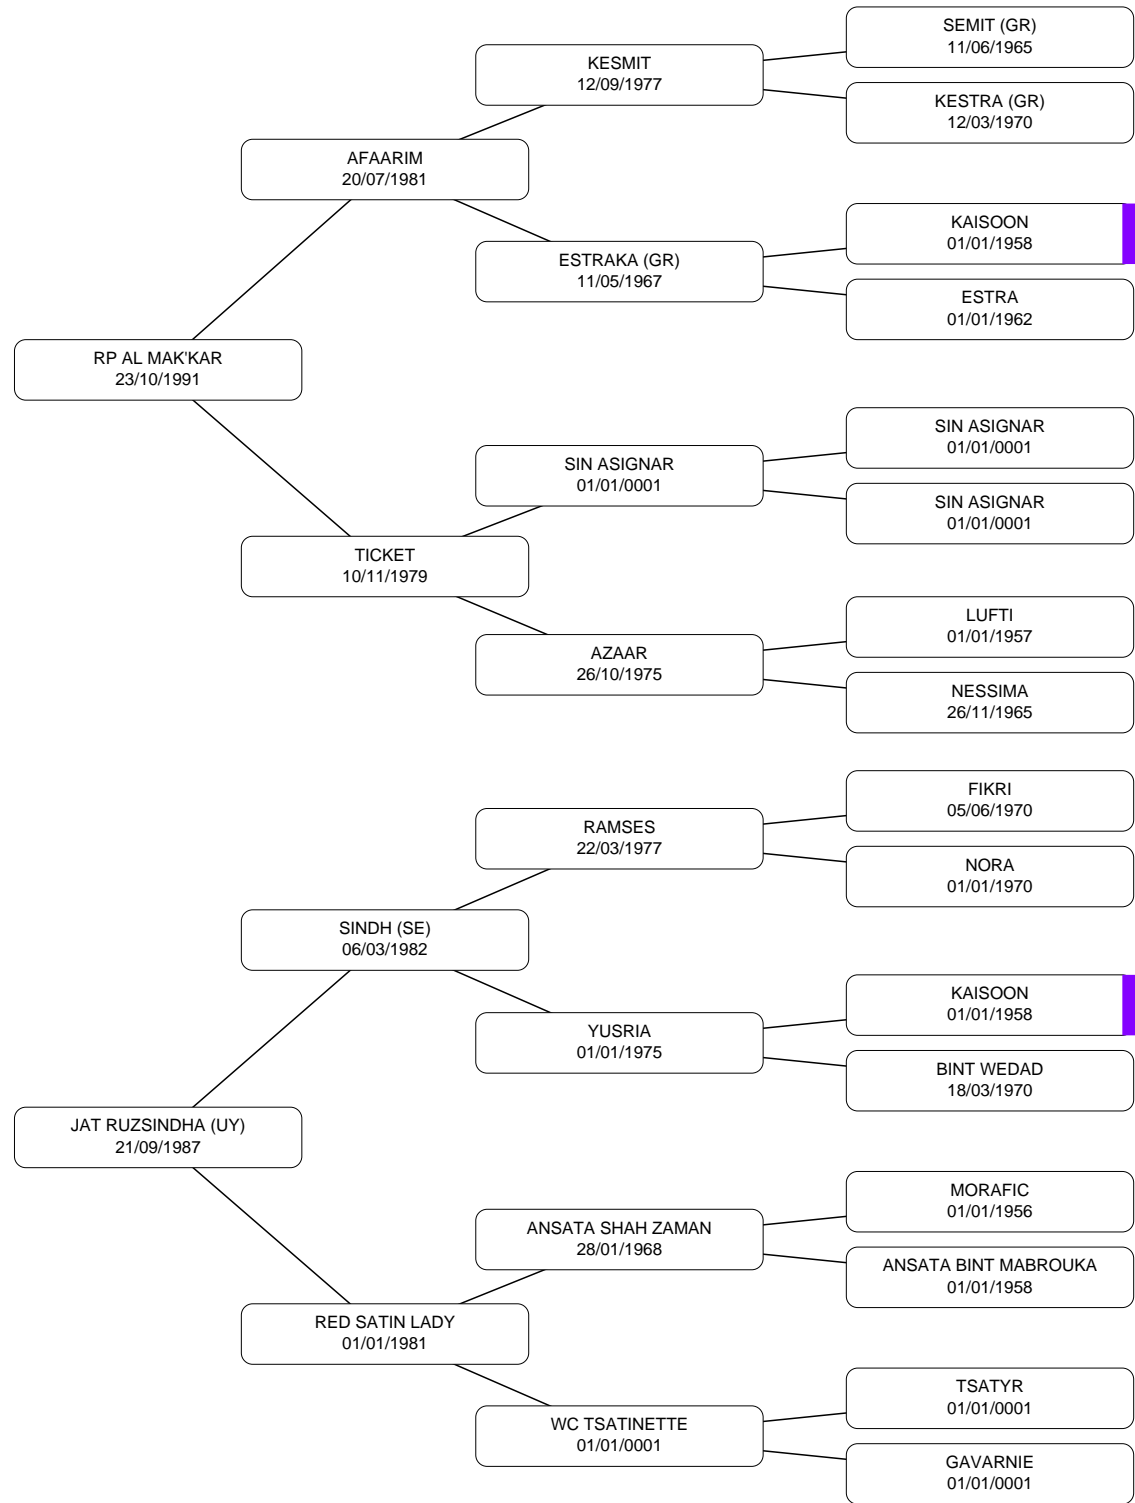 SEMIT (GR)
11/06/1965
KESMIT
12/09/1977
KESTRA (GR)
12/03/1970
AFAARIM
20/07/1981
KAISOON
01/01/1958
ESTRAKA (GR)
11/05/1967
ESTRA
01/01/1962
RP AL MAK'KAR
23/10/1991
SIN ASIGNAR
01/01/0001
SIN ASIGNAR
01/01/0001
SIN ASIGNAR
01/01/0001
TICKET
10/11/1979
LUFTI
01/01/1957
AZAAR
26/10/1975
NESSIMA
26/11/1965
FIKRI
05/06/1970
RAMSES
22/03/1977
NORA
01/01/1970
SINDH (SE)
06/03/1982
KAISOON
01/01/1958
YUSRIA
01/01/1975
BINT WEDAD
18/03/1970
JAT RUZSINDHA (UY)
21/09/1987
MORAFIC
01/01/1956
ANSATA SHAH ZAMAN
28/01/1968
ANSATA BINT MABROUKA
01/01/1958
RED SATIN LADY
01/01/1981
TSATYR
01/01/0001
WC TSATINETTE
01/01/0001
GAVARNIE
01/01/0001